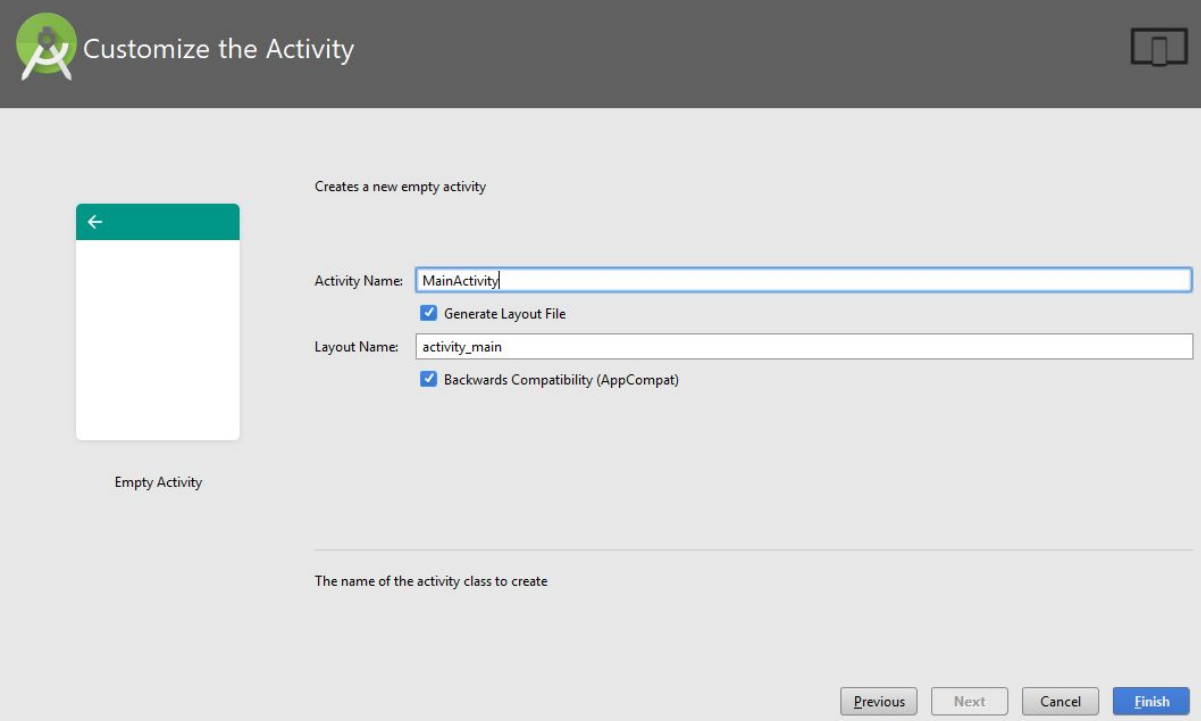 Customize the Activity
Creates a new empty activity
Activity Name: MainActivity
Generate Layout File
Layout Name: activity_main
Backwards Compatibility (AppCompat)
Empty Activity
The name of the activity class to create
Previous Next Cancel Finish